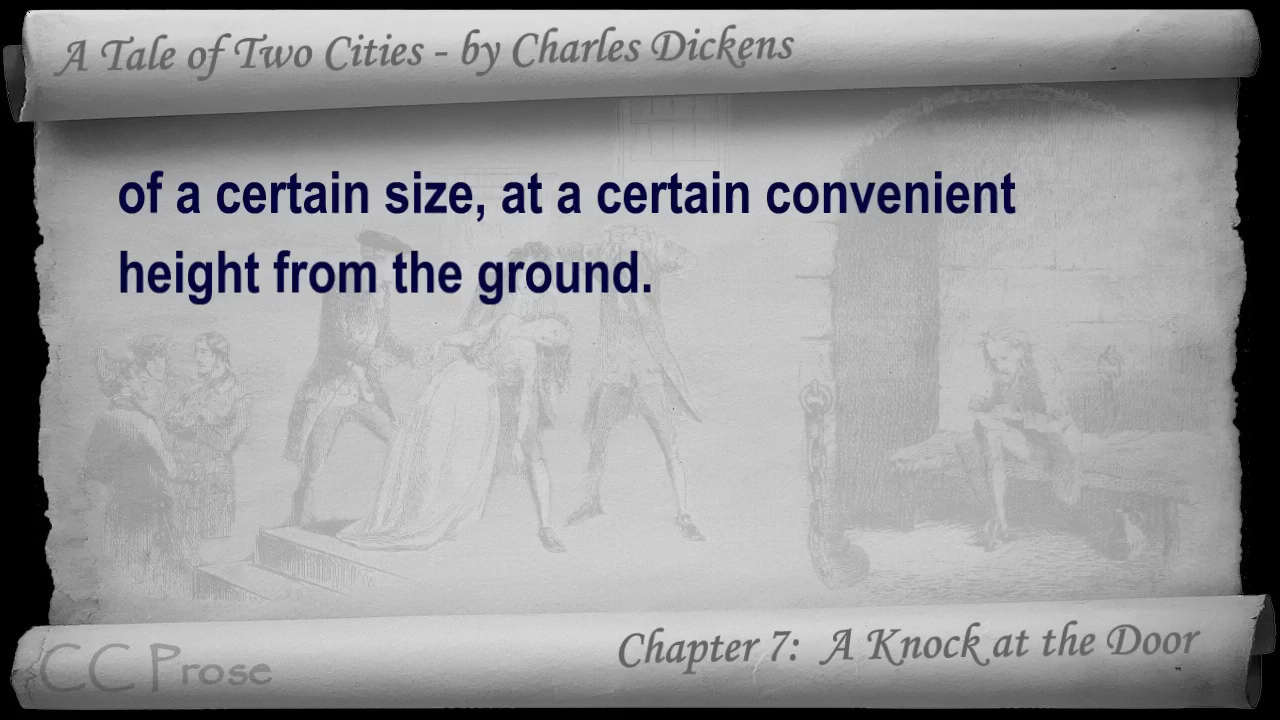 A Tale of Two Cities - by Charles Dickens
of a certain size, at a certain convenient
height from the ground.
Chapter 7: A Knock at the Door
CC Prose